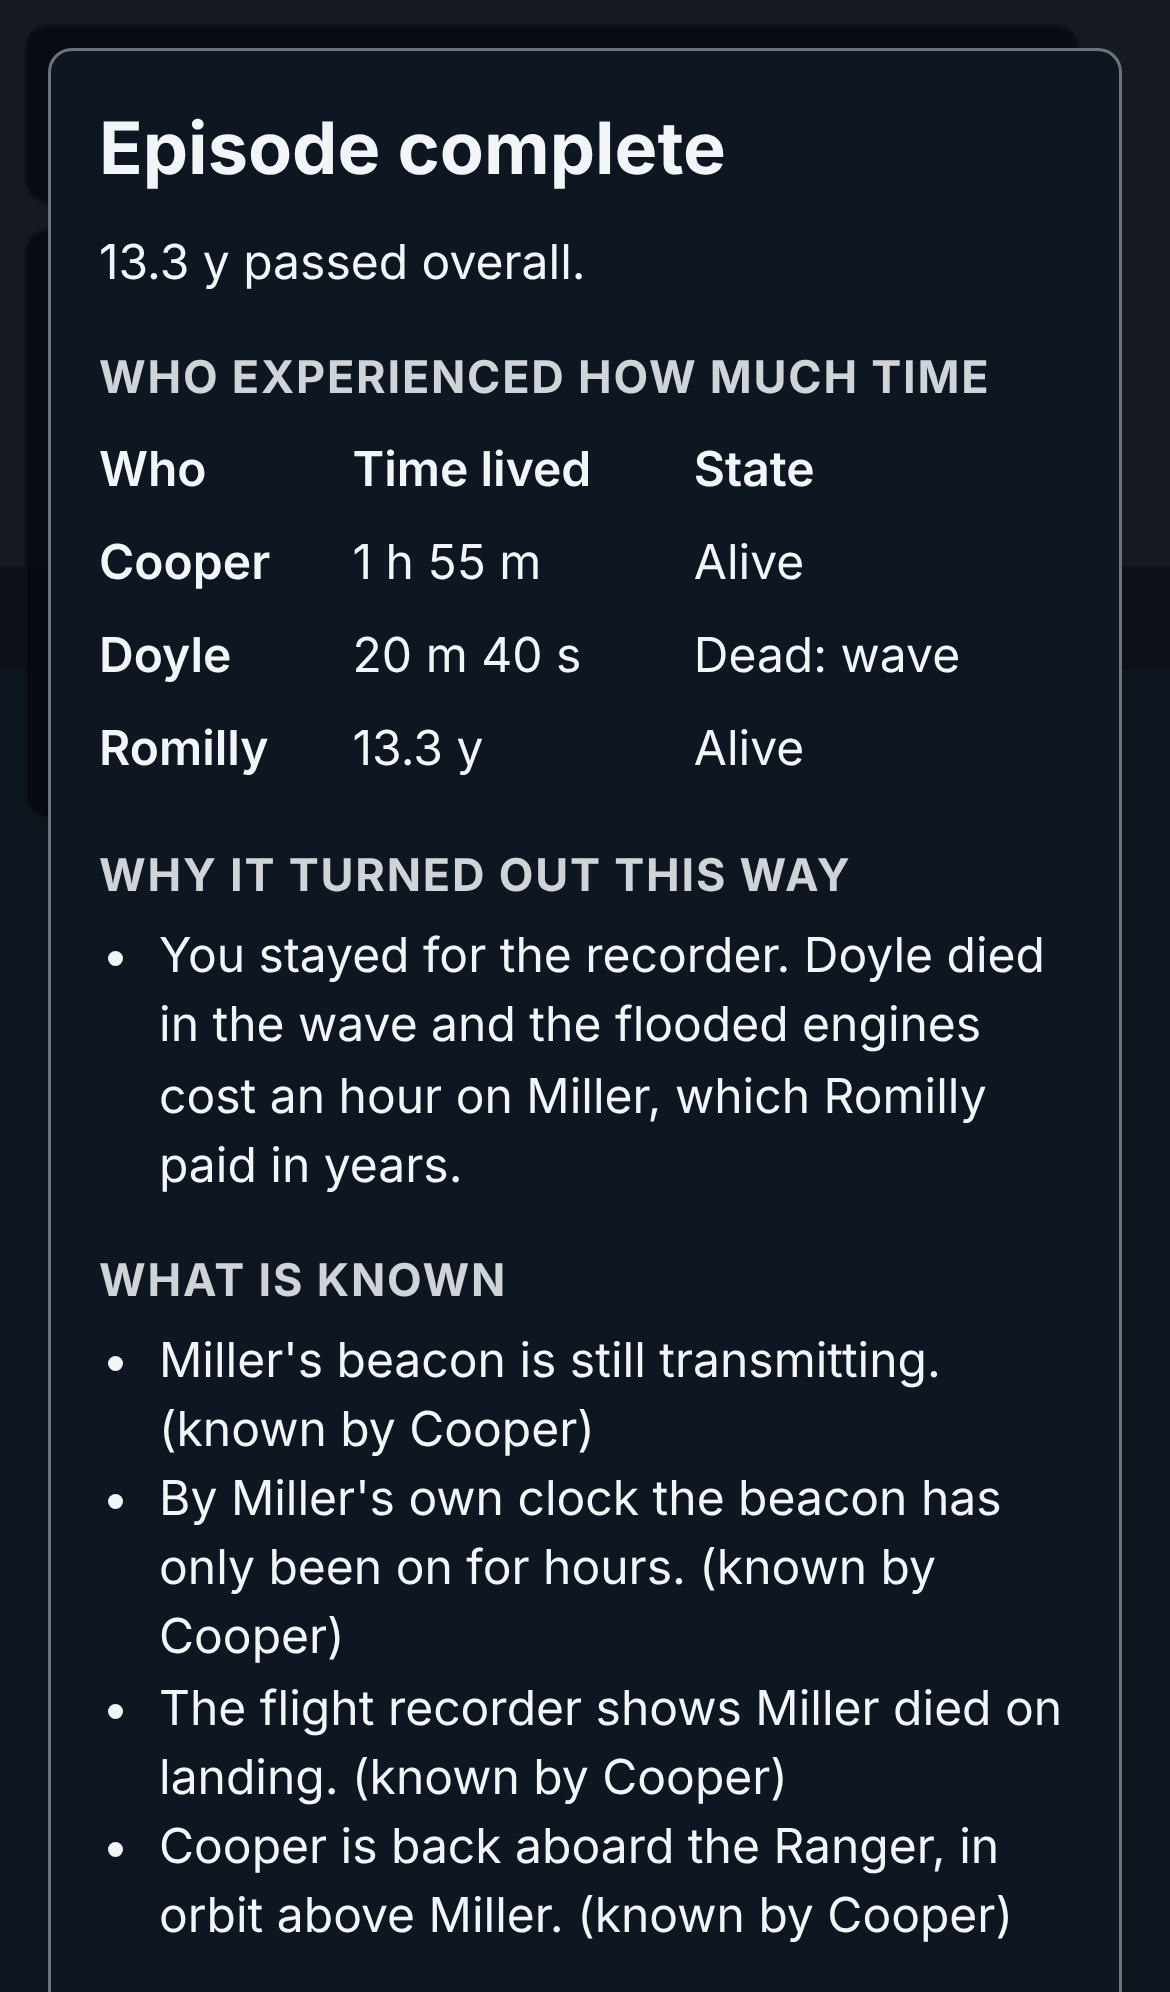 Episode complete
13.3 y passed overall.
WHO EXPERIENCED HOW MUCH TIME
Who Time lived State
Cooper 1 h 55 m Alive
Doyle 20 m 40 s Dead: wave
Romilly 13.3 y Alive
WHY IT TURNED OUT THIS WAY
• You stayed for the recorder. Doyle died
in the wave and the flooded engines
cost an hour on Miller, which Romilly
paid in years.
WHAT IS KNOWN
• Miller's beacon is still transmitting.
(known by Cooper)
• By Miller's own clock the beacon has
only been on for hours. (known by
Cooper)
• The flight recorder shows Miller died on
landing. (known by Cooper)
• Cooper is back aboard the Ranger, in
orbit above Miller. (known by Cooper)